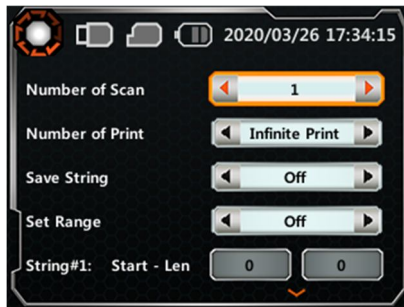 2020/03/26 17:34:15
Number of Scan 1
Number of Print Infinite Print
Save String Off
Set Range Off
String#1: Start - Len 0 0